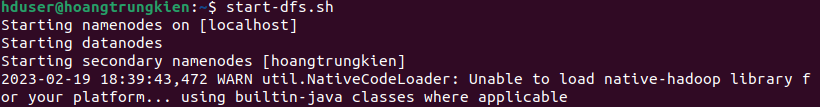 hduser@hoangtrungkien:~$ start-dfs.sh
Starting namenodes on [localhost]
Starting datanodes
Starting secondary namenodes [hoangtrungkien]
2023-02-19 18:39:43,472 WARN util.NativeCodeLoader: Unable to load native-hadoop library f
or your platform... using builtin-java classes where applicable